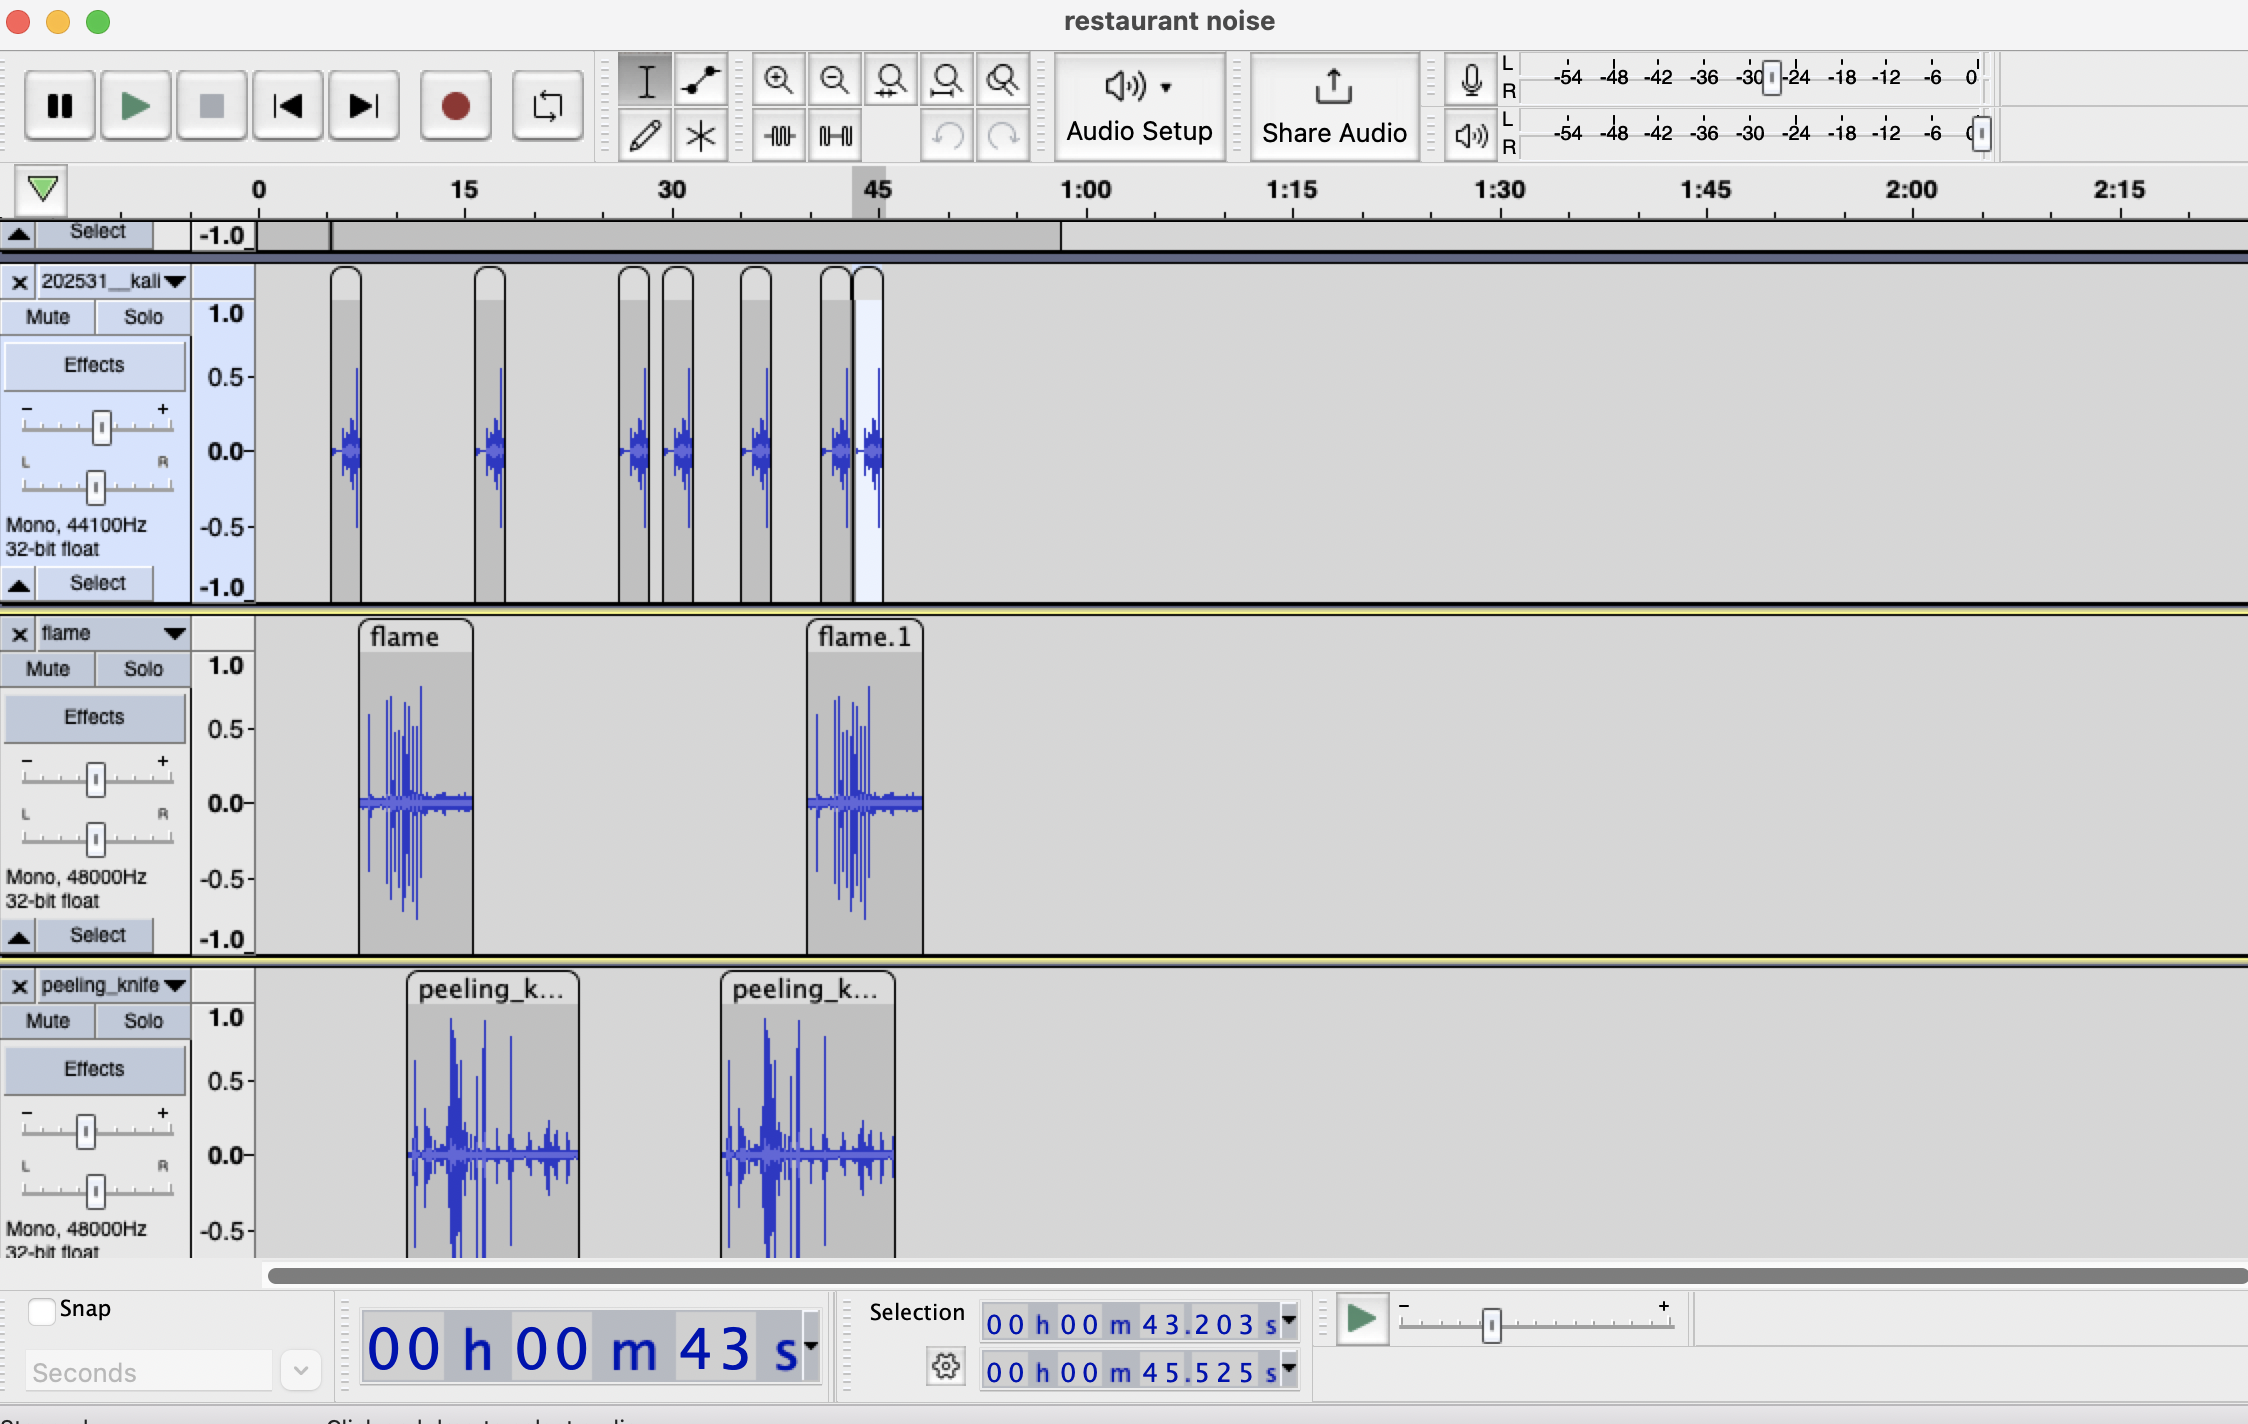 restaurant noise
Audio Setup
Share Audio
L
R
-54 -48 -42 -36 -30 -24 -18 -12 -6 0
L
R
-54 -48 -42 -36 -30 -24 -18 -12 -6
0 15 30 45 1:00 1:15 1:30 1:45 2:00 2:15
Select
-1.0
202531__kali
Mute Solo
Effects
- +
L R
Mono, 44100Hz
32-bit float
Select
1.0
0.5
0.0
-0.5
-1.0
flame
Mute Solo
Effects
- +
L R
Mono, 48000Hz
32-bit float
Select
1.0
0.5
0.0
-0.5
-1.0
flame
flame.1
peeling_knife
Mute Solo
Effects
- +
L R
Mono, 48000Hz
32-bit float
1.0
0.5
0.0
-0.5
peeling_k...
peeling_k...
Snap
Seconds
00 h 00 m 43 s
Selection
00 h 00 m 43.203 s
00 h 00 m 45.525 s
- +